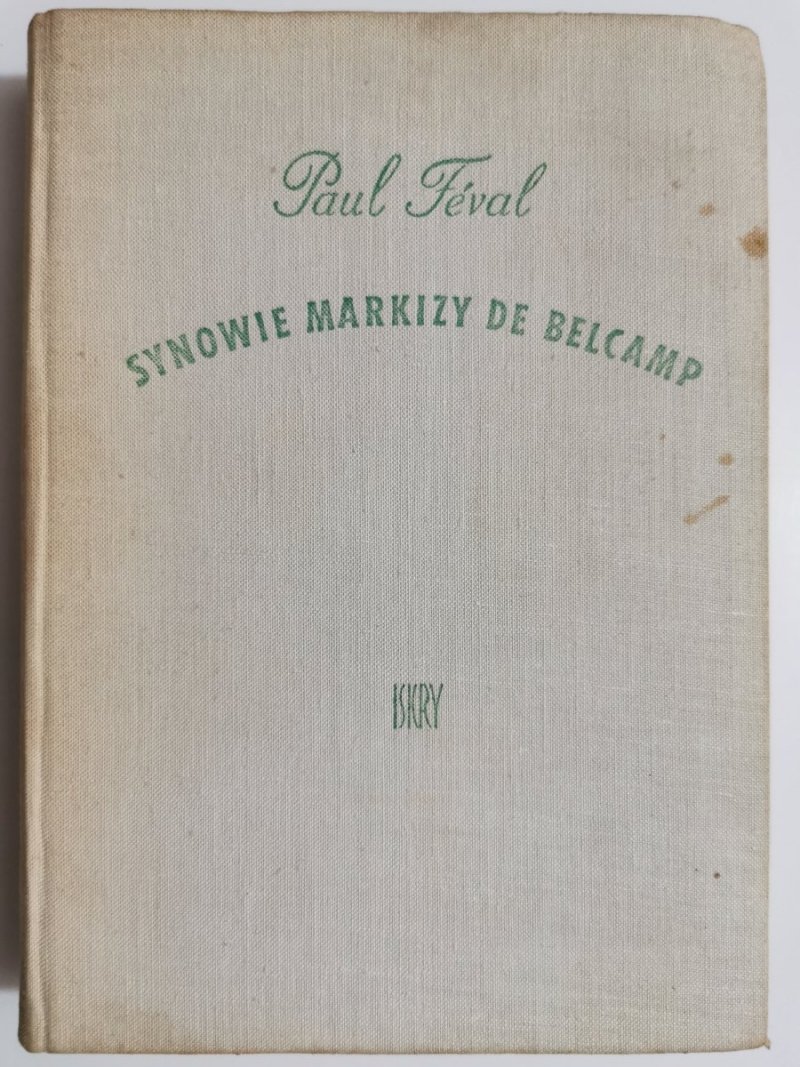 Paul Féval
SYNOWIE MARKIZY DE BELCAMP
ISKRY